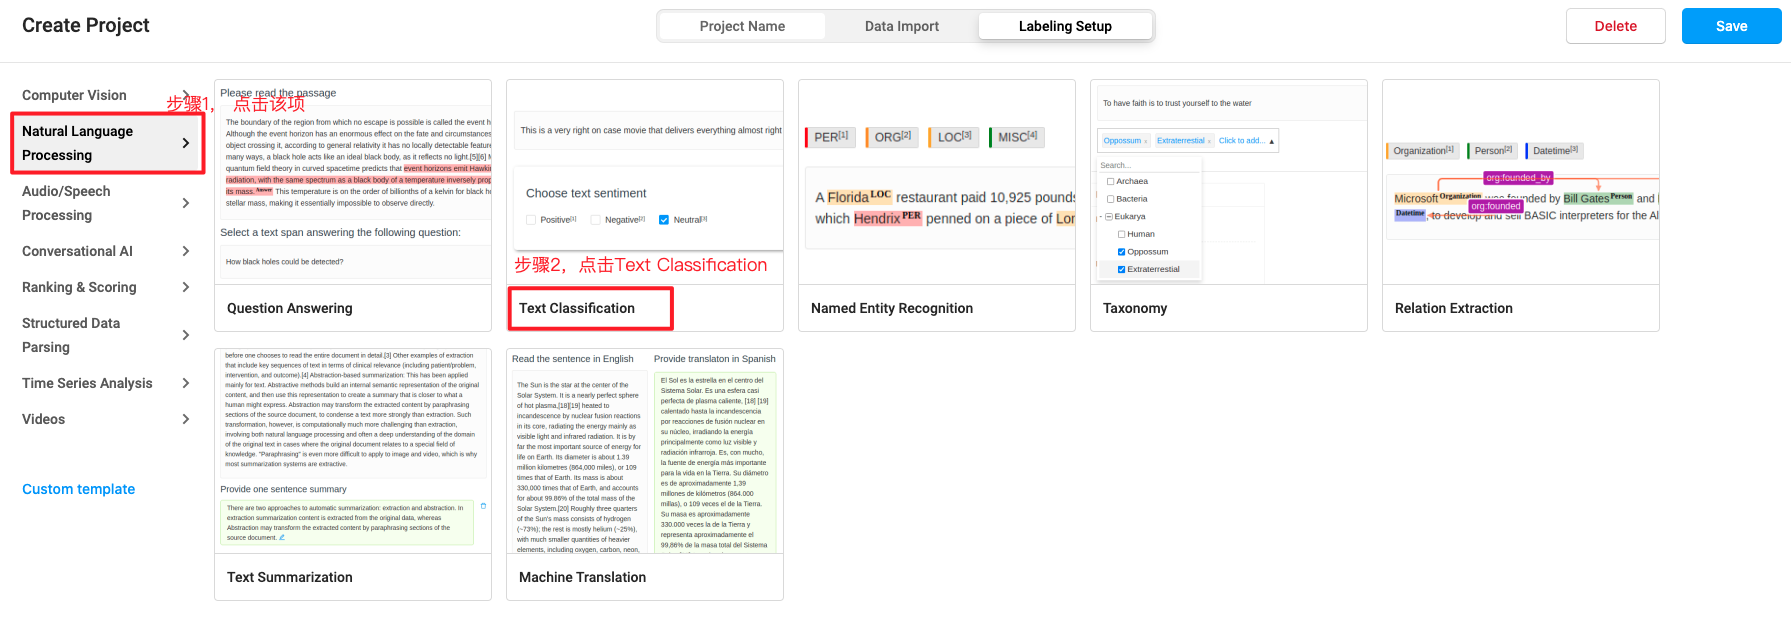 Create Project
Project Name
Data Import
Labeling Setup
Delete
Save
Computer Vision
步骤1， 点击该项
Natural Language
Processing
Audio/Speech
Processing
Conversational AI
Ranking & Scoring
Structured Data
Parsing
Time Series Analysis
Videos
Custom template
Please read the passage
The boundary of the region from which no escape is possible is called the event h
Although the event horizon has an enormous effect on the fate and circumstances
object crossing it, according to general relativity it has no locally detectable featur
many ways, a black hole acts like an ideal black body, as it reflects no light.[5][6] M
quantum field theory in curved spacetime predicts that event horizons emit Hawki
radiation, with the same spectrum as a black body of a temperature inversely prop
its mass. Answer This temperature is on the order of billionths of a kelvin for black h
stellar mass, making it essentially impossible to observe directly.
Select a text span answering the following question:
How black holes could be detected?
Question Answering
This is a very right on case movie that delivers everything almost right
Choose text sentiment
Positive[1] Negative[2] Neutral[3]
步骤2，点击Text Classification
Text Classification
PER[1] ORG[2] LOC[3] MISC[4]
A Florida LOC restaurant paid 10,925 pounds
which Hendrix PER penned on a piece of Lon
Named Entity Recognition
To have faith is to trust yourself to the water
Oppossum Extraterrestial Click to add...
Search...
Archaea
Bacteria
Eukarya
Human
Oppossum
Extraterrestial
Taxonomy
Organization[1] Person[2] Datetime[3]
org:founded_by
Microsoft Organization was founded by Bill Gates Person and
org:founded
Datetime, to develop and sell BASIC interpreters for the Al
Relation Extraction
before one chooses to read the entire document in detail.[3] Other examples of extraction
that include key sequences of text in terms of clinical relevance (including patient/problem,
intervention, and outcome).[4] Abstraction-based summarization: This has been applied
mainly for text. Abstractive methods build an internal semantic representation of the original
content, and then use this representation to create a summary that is closer to what a
human might express. Abstraction may transform the extracted content by paraphrasing
sections of the source document, to condense a text more strongly than extraction. Such
transformation, however, is computationally much more challenging than extraction,
involving both natural language processing and often a deep understanding of the domain
of the original text in cases where the original document relates to a special field of
knowledge. "Paraphrasing" is even more difficult to apply to image and video, which is why
most summarization systems are extractive.
Provide one sentence summary
There are two approaches to automatic summarization: extraction and abstraction. In
extraction summarization content is extracted from the original data, whereas
Abstraction may transform the extracted content by paraphrasing sections of the
source document.
Text Summarization
Read the sentence in English
The Sun is the star at the center of the
Solar System. It is a nearly perfect sphere
of hot plasma,[18][19] heated to
incandescence by nuclear fusion reactions
in its core, radiating the energy mainly as
visible light and infrared radiation. It is by
far the most important source of energy for
life on Earth. Its diameter is about 1.39
million kilometres (864,000 miles), or 109
times that of Earth. Its mass is about
330,000 times that of Earth, and accounts
for about 99.86% of the total mass of the
Solar System.[20] Roughly three quarters
of the Sun's mass consists of hydrogen
(~73%); the rest is mostly helium (~25%),
with much smaller quantities of heavier
elements, including oxygen, carbon, neon,
Provide translaton in Spanish
El Sol es la estrella en el centro del
Sistema Solar. Es una esfera casi
perfecta de plasma caliente, [18] [19]
calentado hasta la incandescencia
por reacciones de fusión nuclear en
su núcleo, irradiando la energía
principalmente como luz visible y
radiación infrarroja. Es, con mucho,
la fuente de energía más importante
para la vida en la Tierra. Su diámetro
es de aproximadamente 1,39
millones de kilómetros (864.000
millas), o 109 veces el de la Tierra.
Su masa es aproximadamente
330.000 veces la de la Tierra y
representa aproximadamente el
99,86% de la masa total del Sistema
Machine Translation